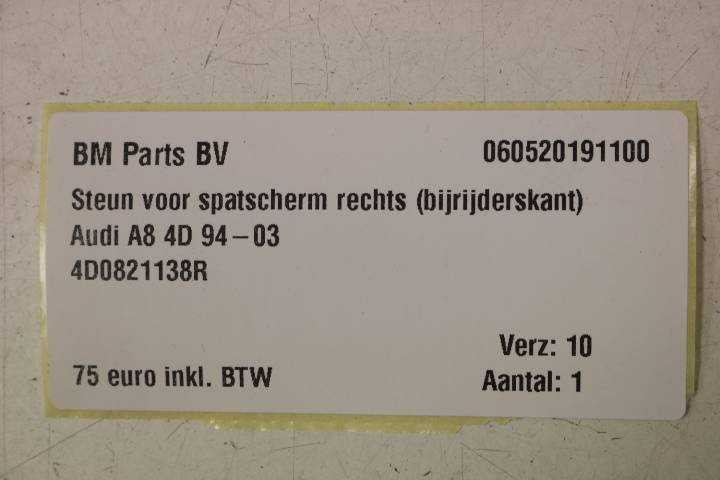 BM Parts BV 060520191100
Steun voor spatscherm rechts (bijrijderskant)
Audi A8 4D 94-03
4D0821138R
Verz: 10
75 euro inkl. BTW Aantal: 1